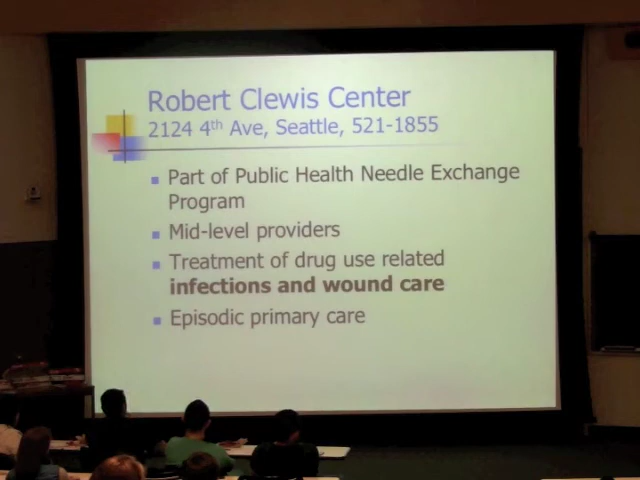 Robert Clewis Center
2124 4th Ave, Seattle, 521-1855
Part of Public Health Needle Exchange
Program
Mid-level providers
Treatment of drug use related
infections and wound care
Episodic primary care